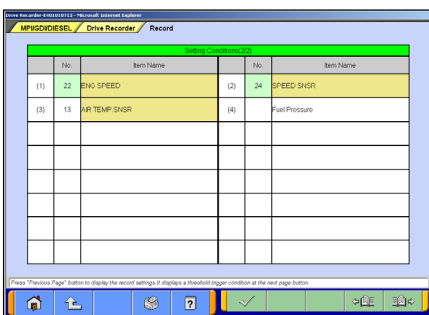 Drive Recorder-E401010713 - Microsoft Internet Explorer
MPI/GDI/DIESEL Drive Recorder Record
Setting Conditions(2/2)
No. Item Name No. Item Name
(1) 22 ENG SPEED (2) 24 SPEED SNSR
(3) 13 AIR TEMP.SNSR (4) Fuel Pressure
Press "Previous Page" button to display the record settings.It displays a threshold trigger condition at the next page button.
?